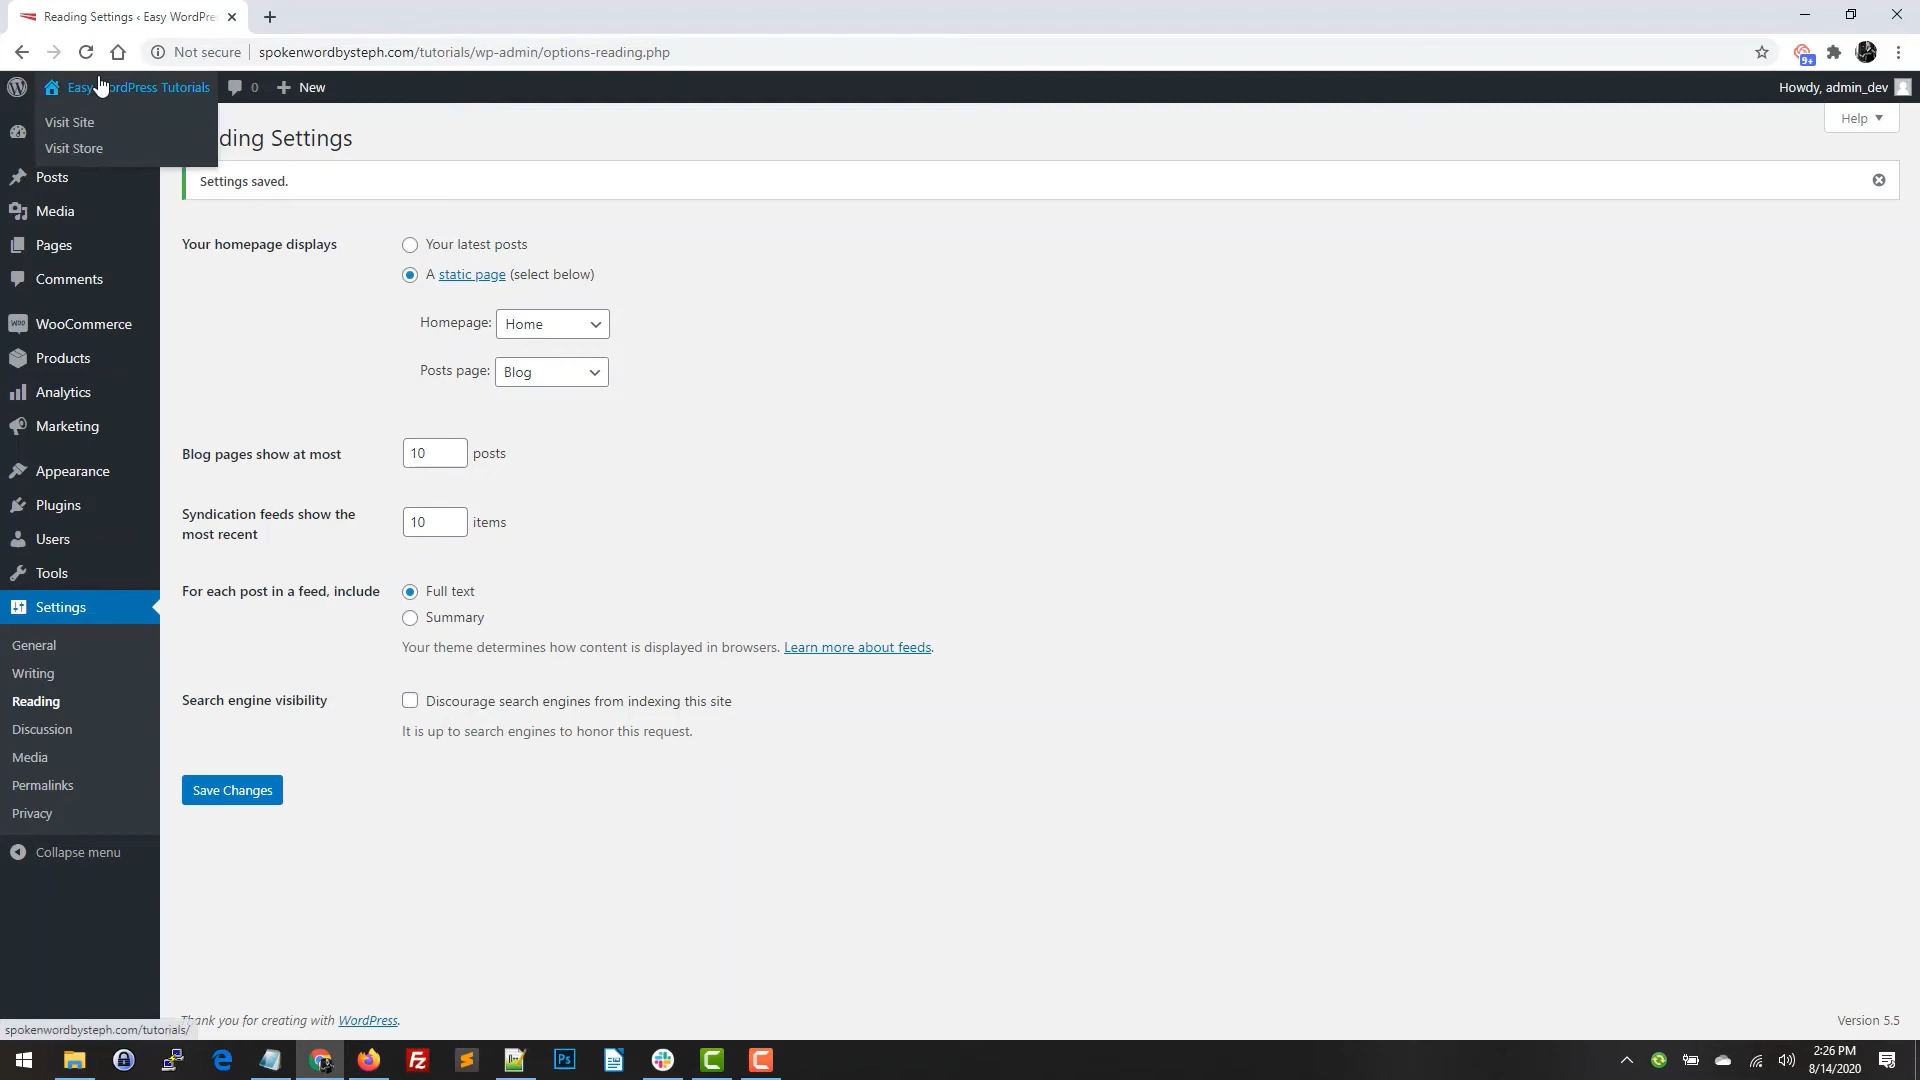 Reading Settings ‹ Easy WordPre
Not secure
spokenwordbysteph.com/tutorials/wp-admin/options-reading.php
9+
Easy WordPress Tutorials
0
New
Howdy, admin_dev
Visit Site
Visit Store
Help
ding Settings
Settings saved.
Posts
Media
Pages
Comments
WooCommerce
Products
Analytics
Marketing
Appearance
Plugins
Users
Tools
Settings
General
Writing
Reading
Discussion
Media
Permalinks
Privacy
Collapse menu
Your homepage displays
Your latest posts
A static page (select below)
Homepage: Home
Posts page: Blog
Blog pages show at most
10 posts
Syndication feeds show the
most recent
10 items
For each post in a feed, include
Full text
Summary
Your theme determines how content is displayed in browsers. Learn more about feeds.
Search engine visibility
Discourage search engines from indexing this site
It is up to search engines to honor this request.
Save Changes
Thank you for creating with WordPress.
Version 5.5
spokenwordbysteph.com/tutorials/
2:26 PM
8/14/2020